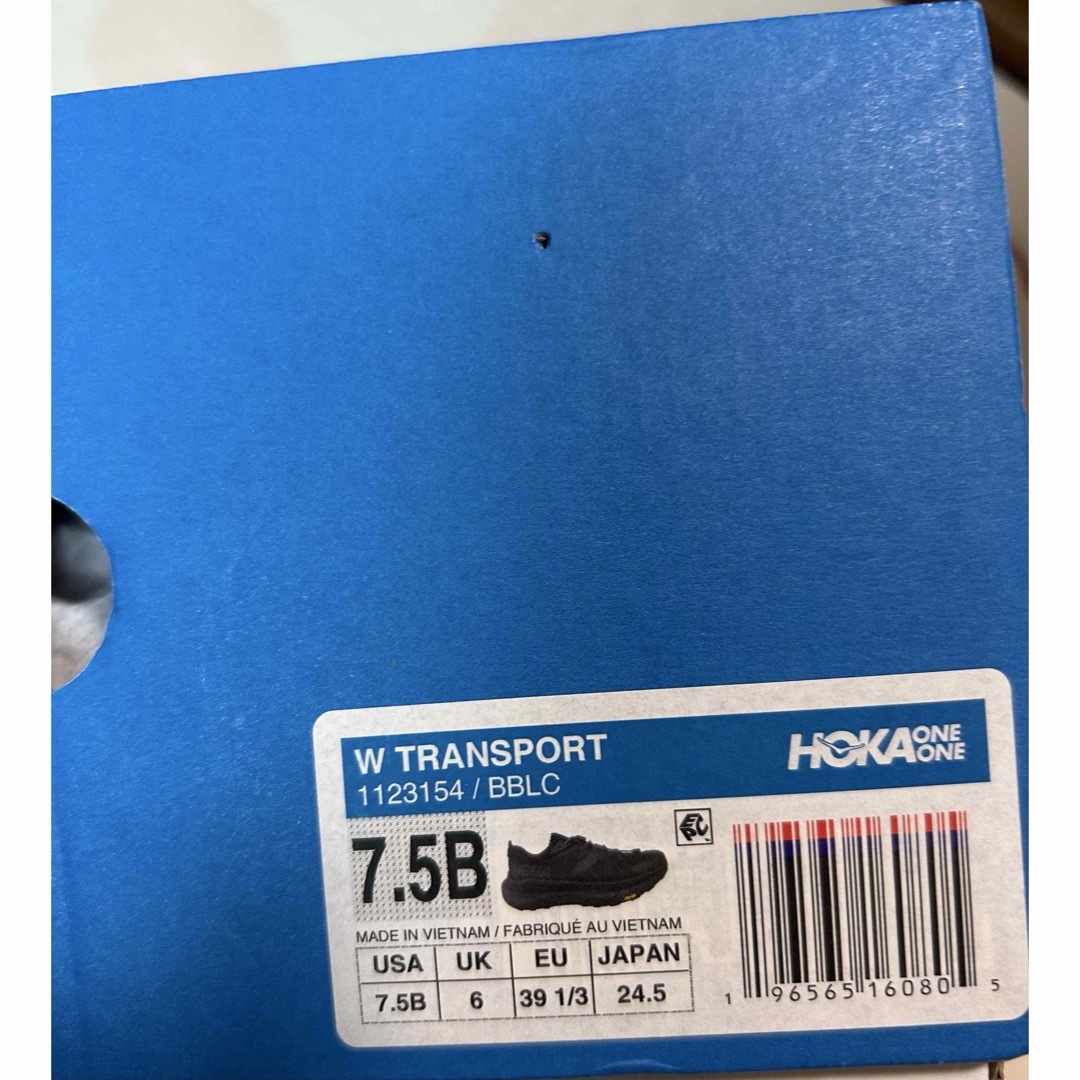 W TRANSPORT
1123154 / BBLC
HOKA ONE ONE
7.5B
EPC
MADE IN VIETNAM / FABRIQUÉ AU VIETNAM
USA UK EU JAPAN
7.5B 6 39 1/3 24.5
1 96565 16080 5